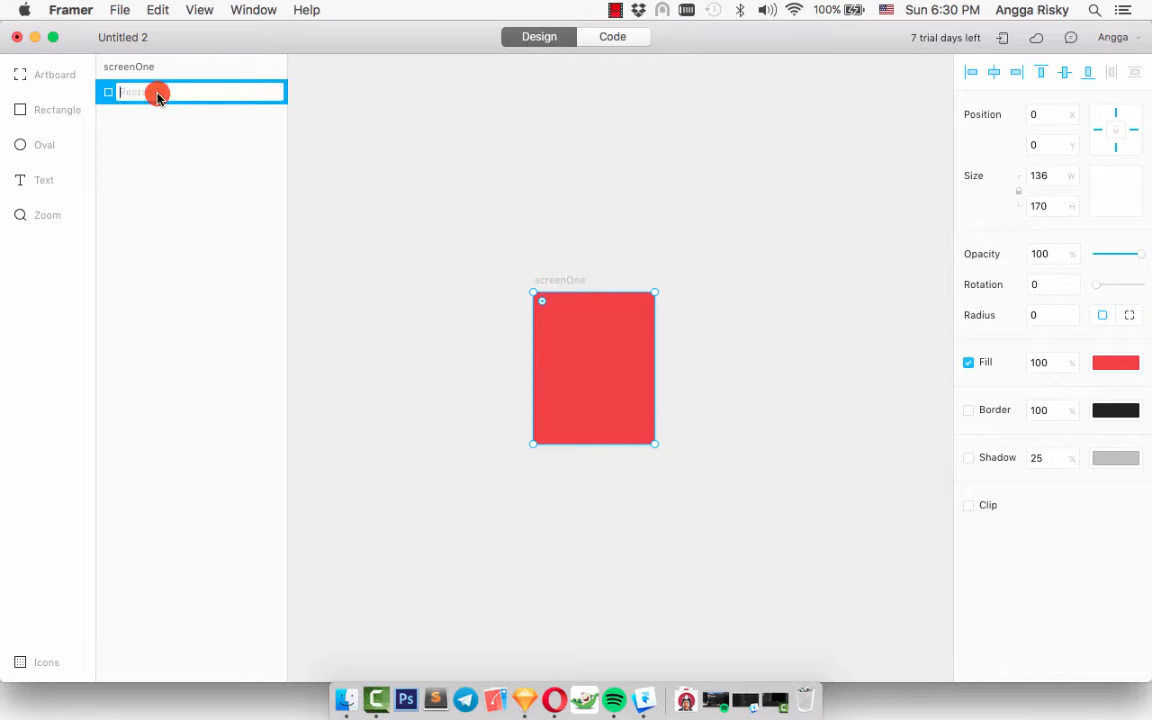 Framer File Edit View Window Help 100% Sun 6:30 PM Angga Risky
Untitled 2 Design Code 7 trial days left Angga
Artboard
Rectangle
Oval
Text
Zoom
Icons
screenOne
screenOne
Position 0 X
0 Y
Size 136 W
170 H
Opacity 100 %
Rotation 0
Radius 0
Fill 100 %
Border 100 %
Shadow 25 %
Clip